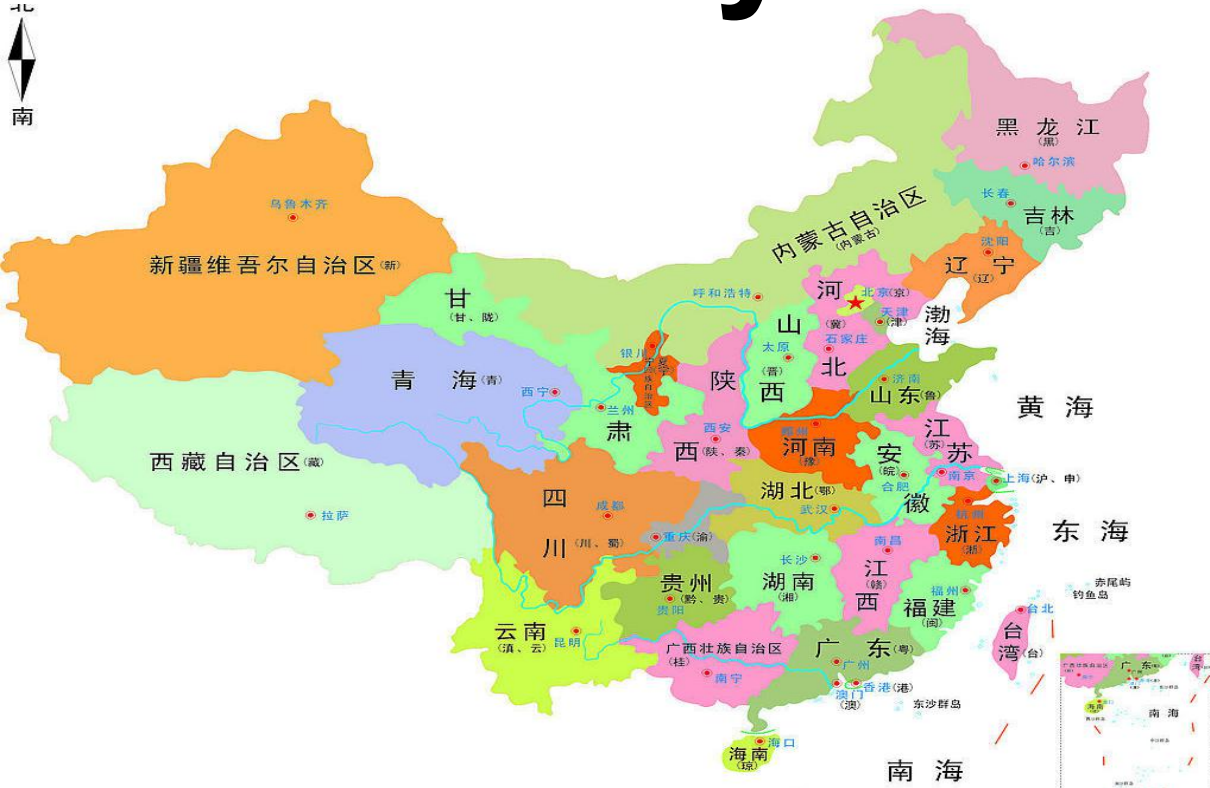 y
北
南
黑 龙 江
(黑)
哈尔滨
长春
吉林
(吉)
沈阳
辽 宁
(辽)
内蒙古自治区
(内蒙古)
呼和浩特
乌鲁木齐
新疆维吾尔自治区(新)
甘
(甘、陇)
肃
兰州
银川
青 海(青)
西宁
西藏自治区(藏)
拉萨
河
北京(京)
(冀)
天津
(津)
石家庄
北
渤
海
山
太原
(晋)
西
陕
西安
西(陕、秦)
济南
山东(鲁)
黄 海
郑州
河南
(豫)
江
(苏)
苏
南京
安
(皖)
合肥
徽
上海(沪、申)
四
成都
川(川、蜀)
重庆(渝)
湖北(鄂)
武汉
杭州
浙江
(浙)
东 海
南昌
江
(赣)
西
长沙
湖南
(湘)
贵州
(黔、贵)
贵阳
福州
福建
(闽)
赤尾屿
钓鱼岛
台北
台
湾(台)
云南
(滇、云)
昆明
广西壮族自治区
(桂)
南宁
广 东(粤)
广州
香港(港)
澳门
(澳)
东沙群岛
海口
海南
(琼)
南 海
广西壮族自治区
广 东
台
湾
海南
南 海